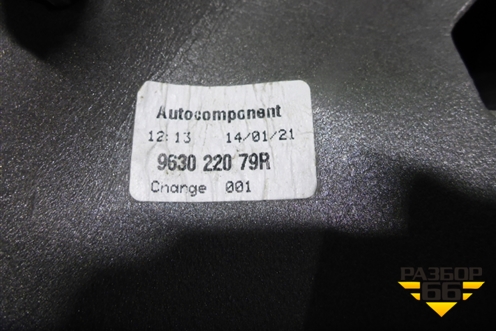 Autocomponent
12:13 14/01/21
9630 220 79R
Change 001
РАЗБОР
66